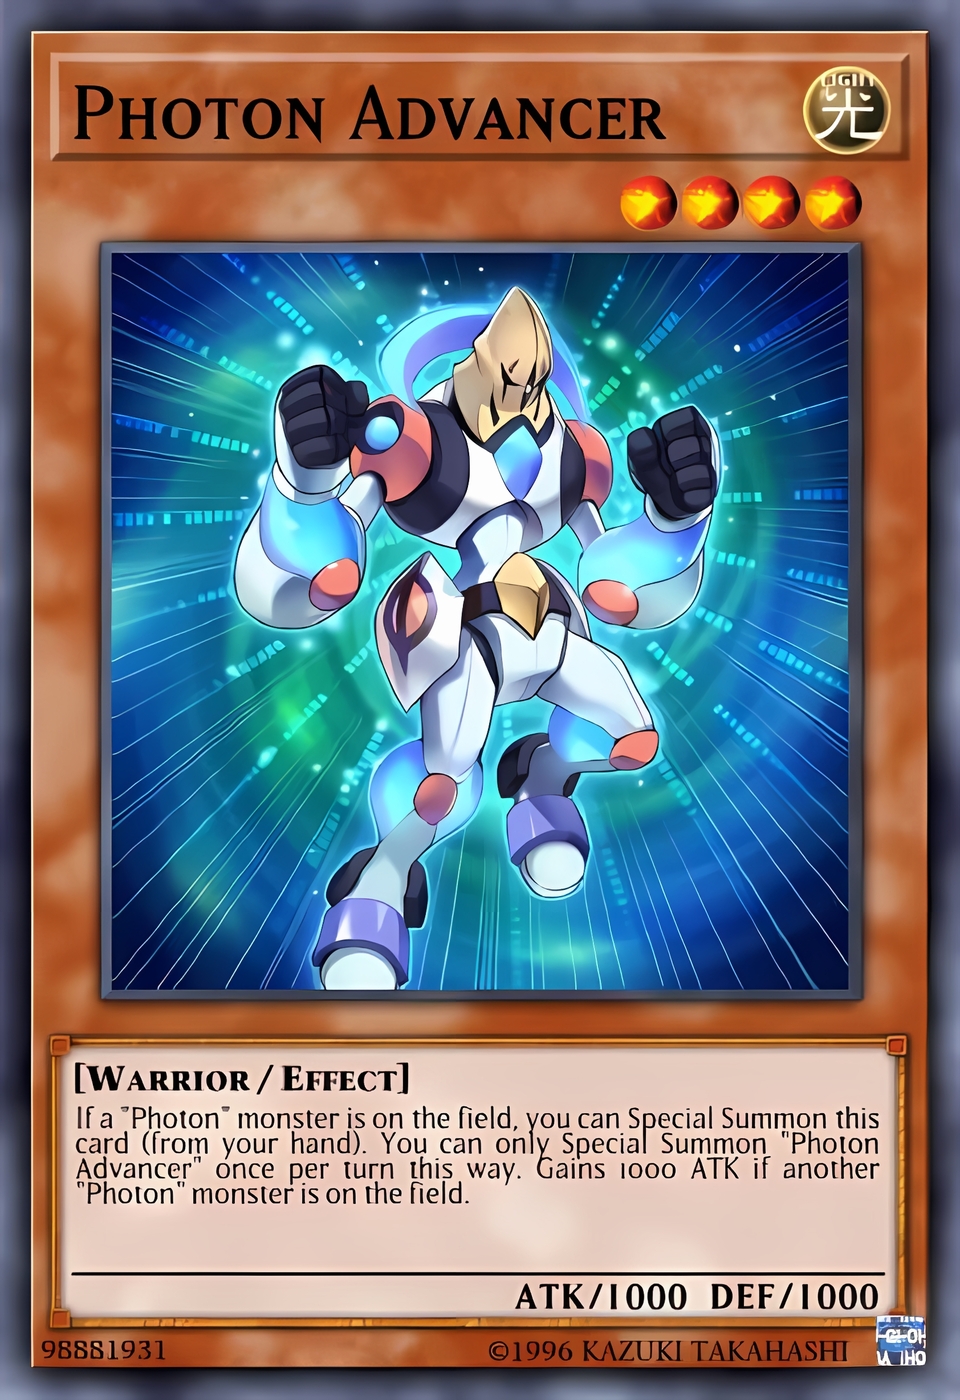 PHOTON ADVANCER
光
[WARRIOR / EFFECT]
If a "Photon" monster is on the field, you can Special Summon this
card (from your hand). You can only Special Summon "Photon
Advancer" once per turn this way. Gains 1000 ATK if another
"Photon" monster is on the field.
ATK/1000 DEF/1000
98881931
©1996 KAZUKI TAKAHASHI